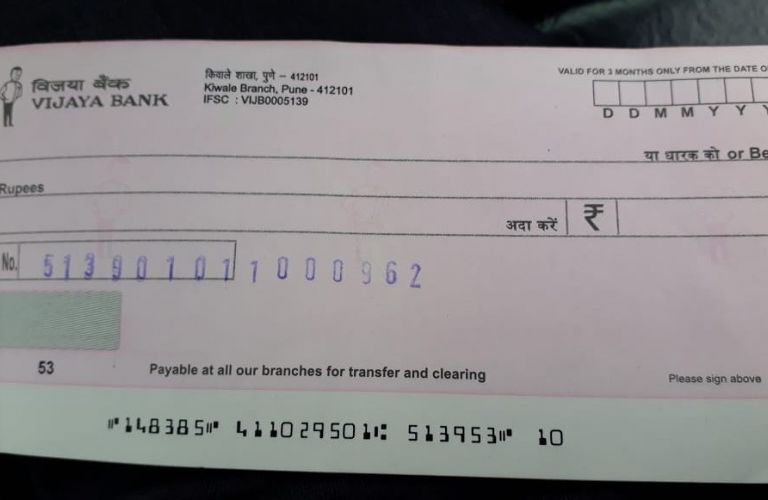 विजया बैंक
VIJAYA BANK
किवाले शाखा, पुणे – 412101
Kiwale Branch, Pune - 412101
IFSC : VIJB0005139
VALID FOR 3 MONTHS ONLY FROM THE DATE O
D D M M Y Y Y
या धारक को or Be
Rupees
अदा करें ₹
No. 513901011000962
53 Payable at all our branches for transfer and clearing
Please sign above
⑈148385⑈ 411029501⑆ 513953⑈ 10